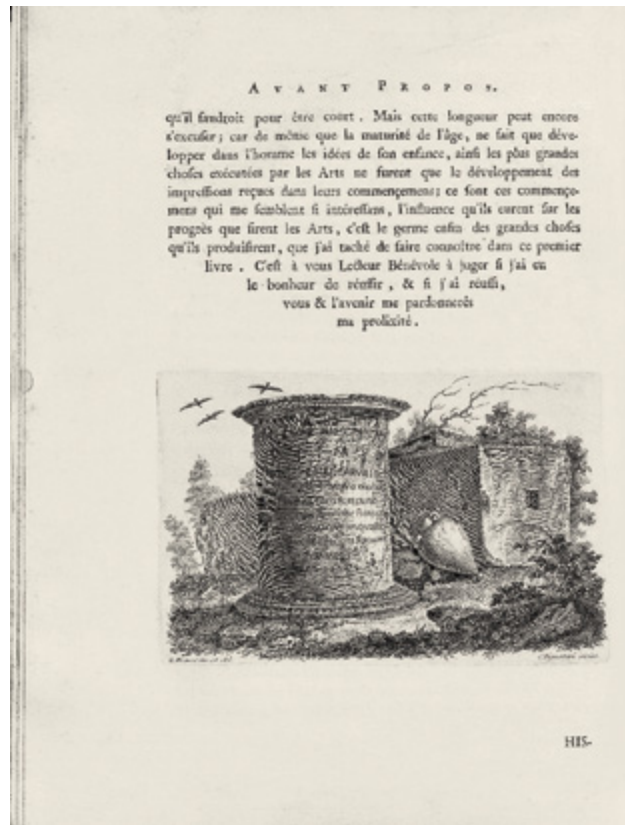 AVANT PROPOS.
qu'il faudroit pour être court. Mais cette longueur peut encore
s'excuser; car de même que la maturité de l'âge, ne fait que déve-
lopper dans l'homme les idées de son enfance, ainsi les plus grandes
choses exécutées par les Arts ne furent que le développement des
impressions reçues dans leurs commençemens; ce sont ces commençe-
mens qui me semblent si intéressans, l'influence qu'ils eurent sur les
progrès que firent les Arts, c'est le germe enfin des grandes choses
qu'ils produisirent, que j'ai taché de faire connoître dans ce premier
livre. C'est à vous Lecteur Bénévole à juger si j'ai eu
le bonheur de réussir, & si j'ai réussi,
vous & l'avenir me pardonnerés
ma prolixité.
HIS-